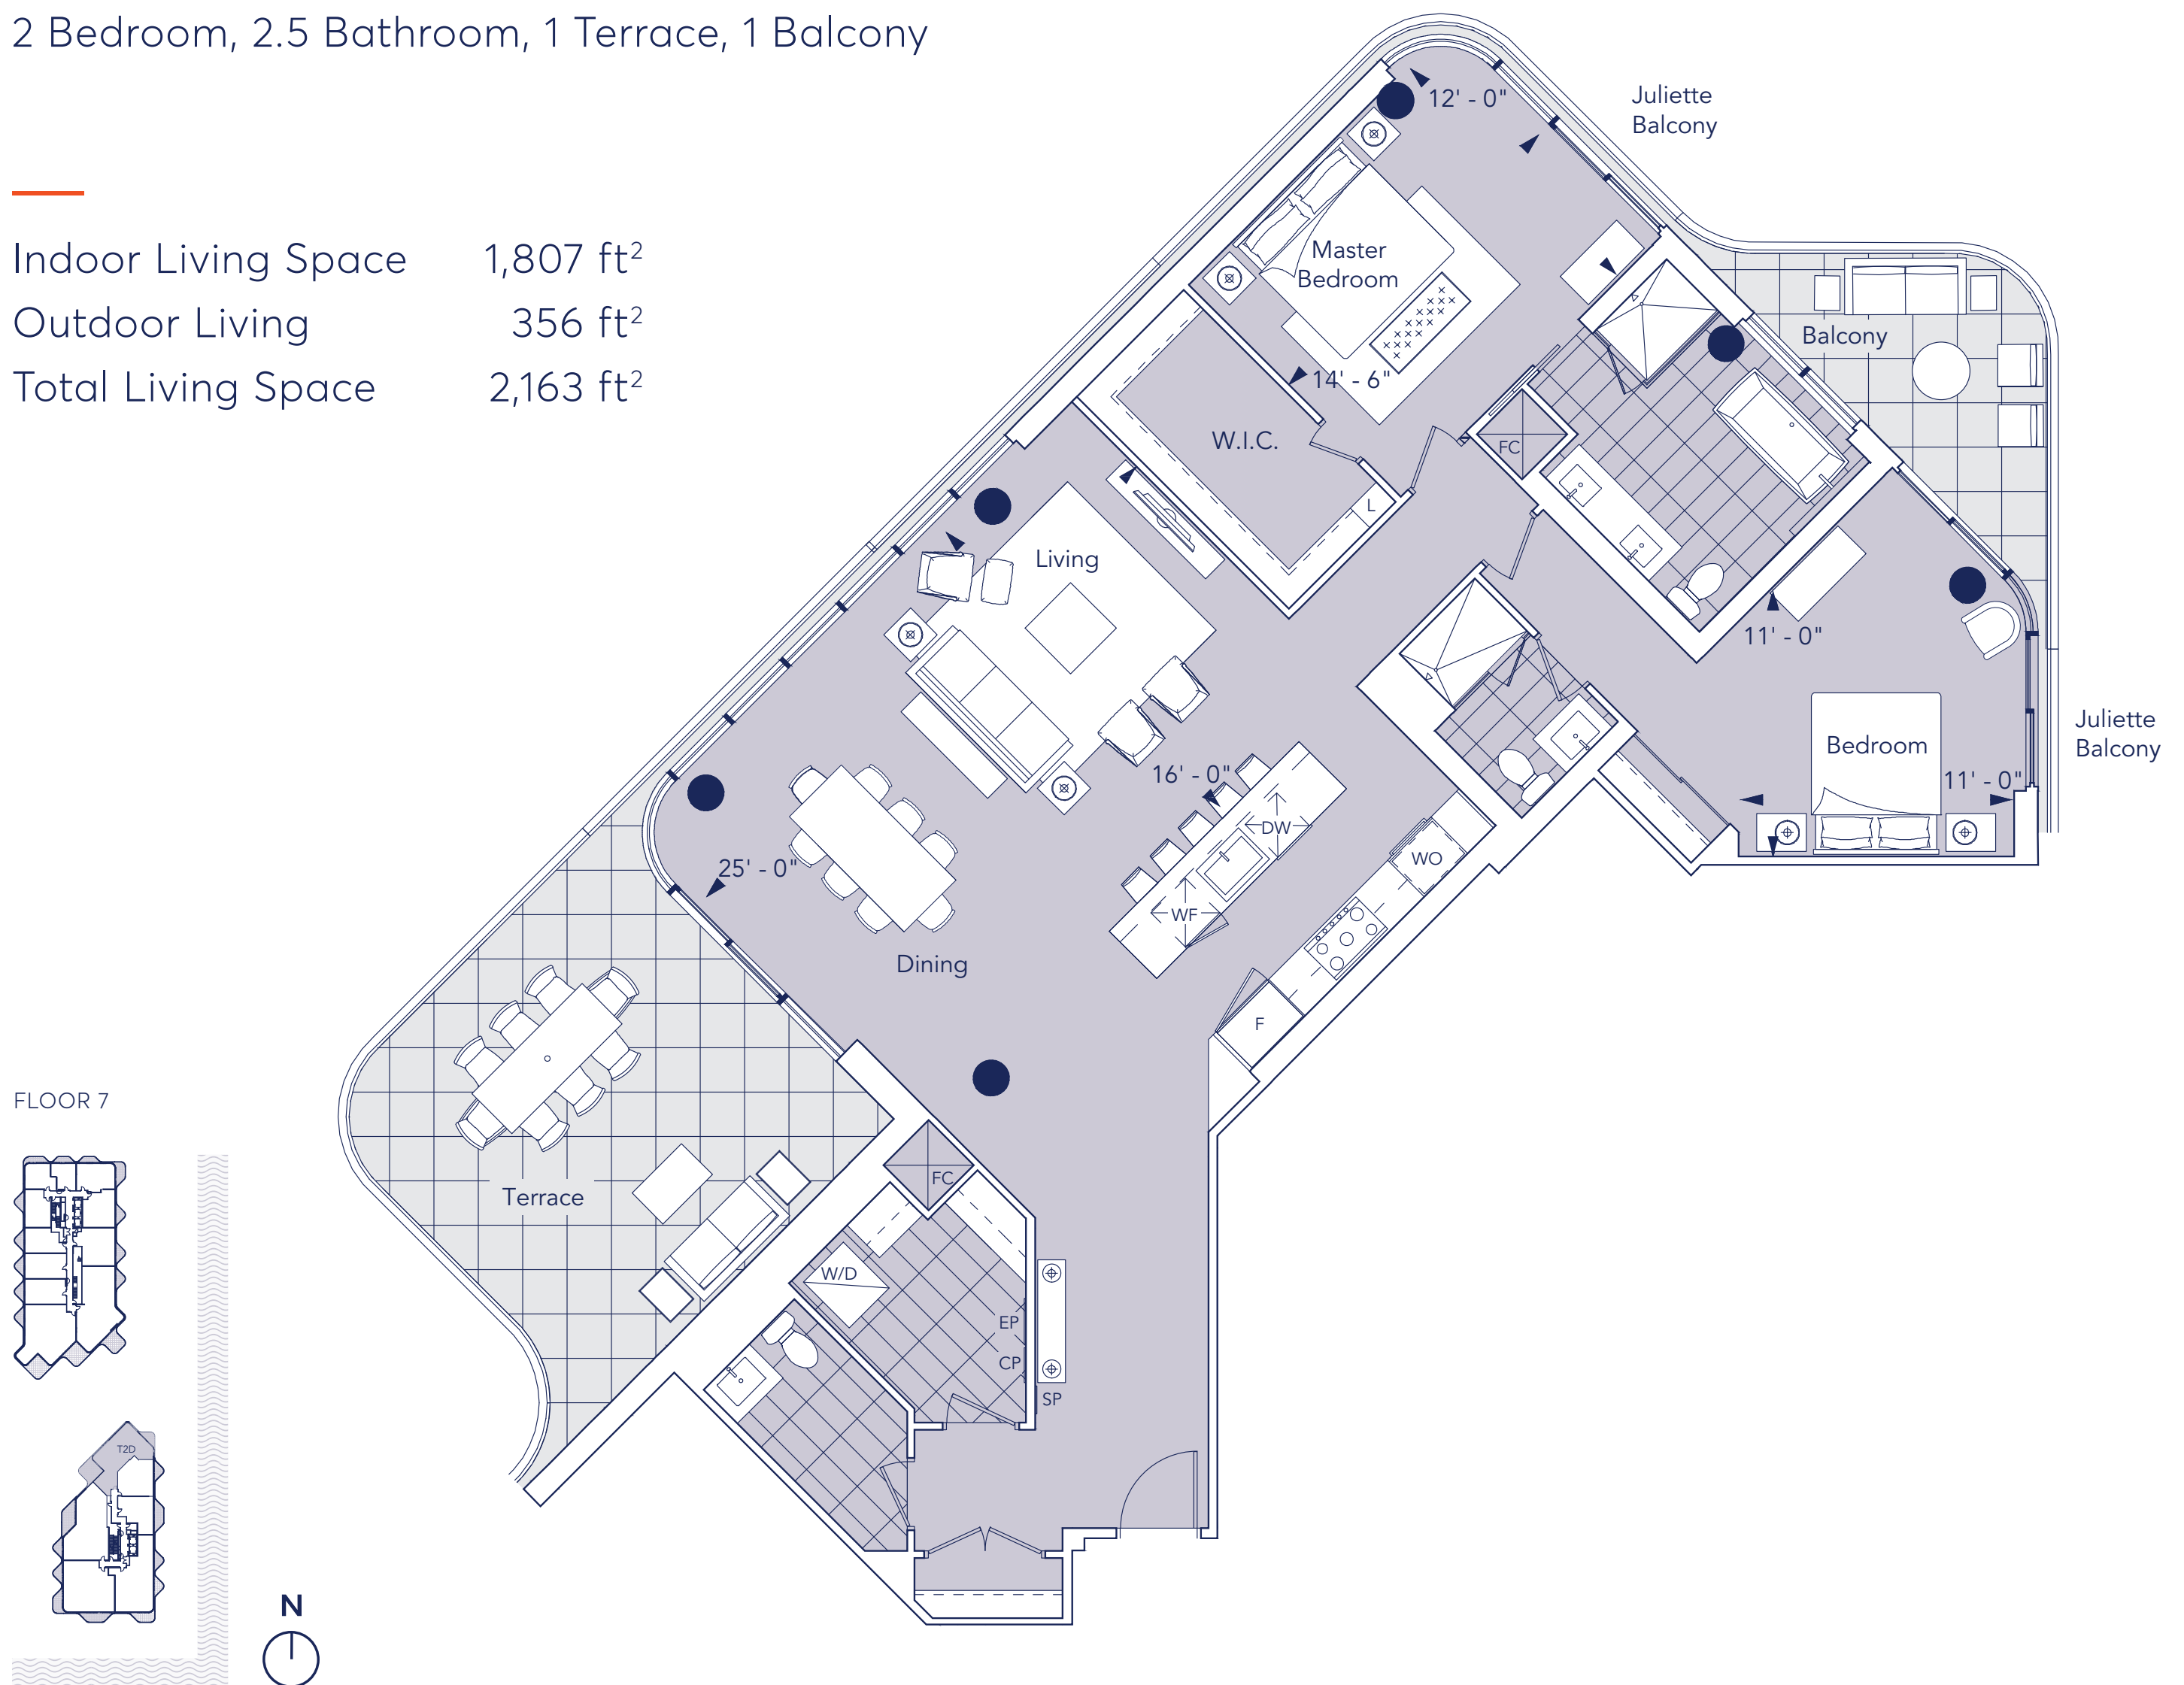 2 Bedroom, 2.5 Bathroom, 1 Terrace, 1 Balcony
Indoor Living Space 1,807 ft²
Outdoor Living 356 ft²
Total Living Space 2,163 ft²
12' - 0"
Juliette
Balcony
Master
Bedroom
Balcony
14' - 6"
W.I.C.
FC
L
Living
11' - 0"
Juliette
Balcony
Bedroom
11' - 0"
16' - 0"
DW
WO
25' - 0"
WF
Dining
F
FLOOR 7
Terrace
FC
W/D
EP
CP
SP
T2D
N